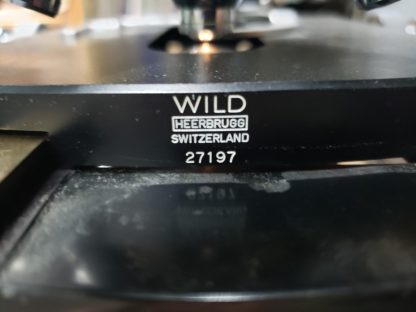 WILD
HEERBRUGG
SWITZERLAND
27197